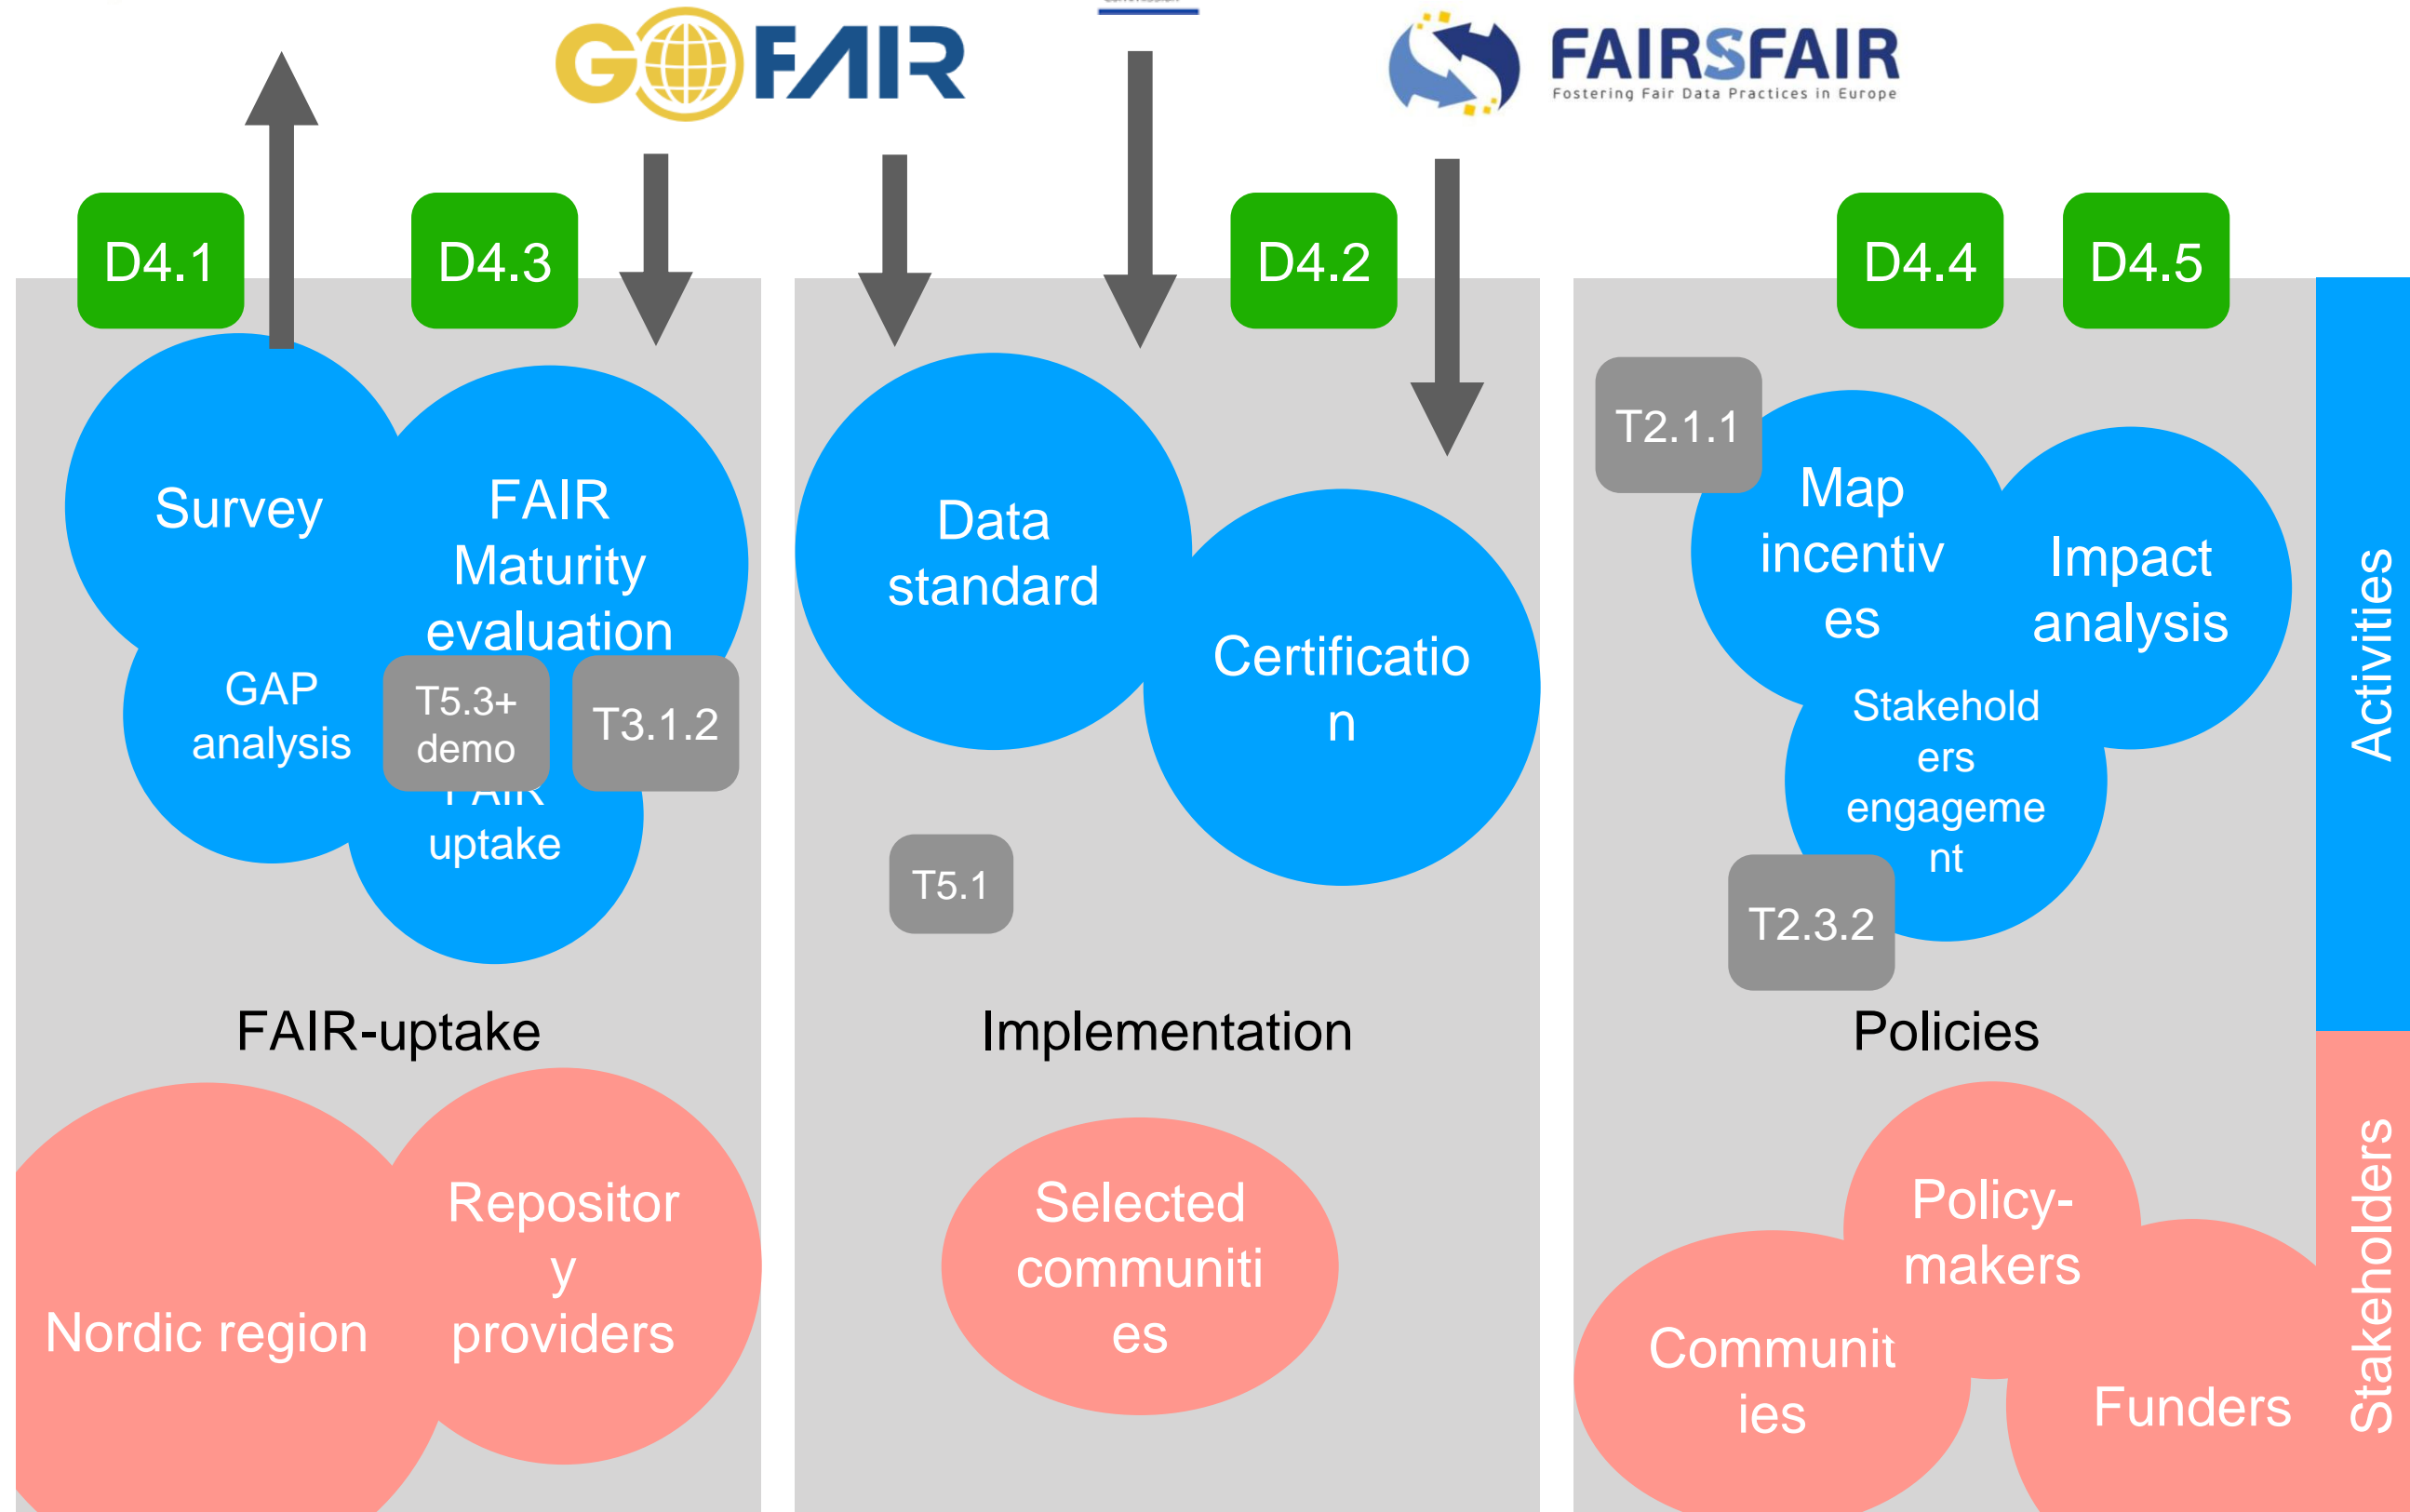 GO FAIR
FAIRSFAIR
Fostering Fair Data Practices in Europe
D4.1
D4.3
D4.2
D4.4
D4.5
Survey
FAIR
Maturity
evaluation
GAP
analysis
T5.3+
demo
T3.1.2
FAIR
uptake
FAIR-uptake
Nordic region
Repositor
y
providers
Data
standard
Certificatio
n
T5.1
Implementation
Selected
communiti
es
T2.1.1
Map
incentiv
es
Impact
analysis
Stakehold
ers
engageme
nt
T2.3.2
Policies
Policy-
makers
Communit
ies
Funders
Activities
Stakeholders